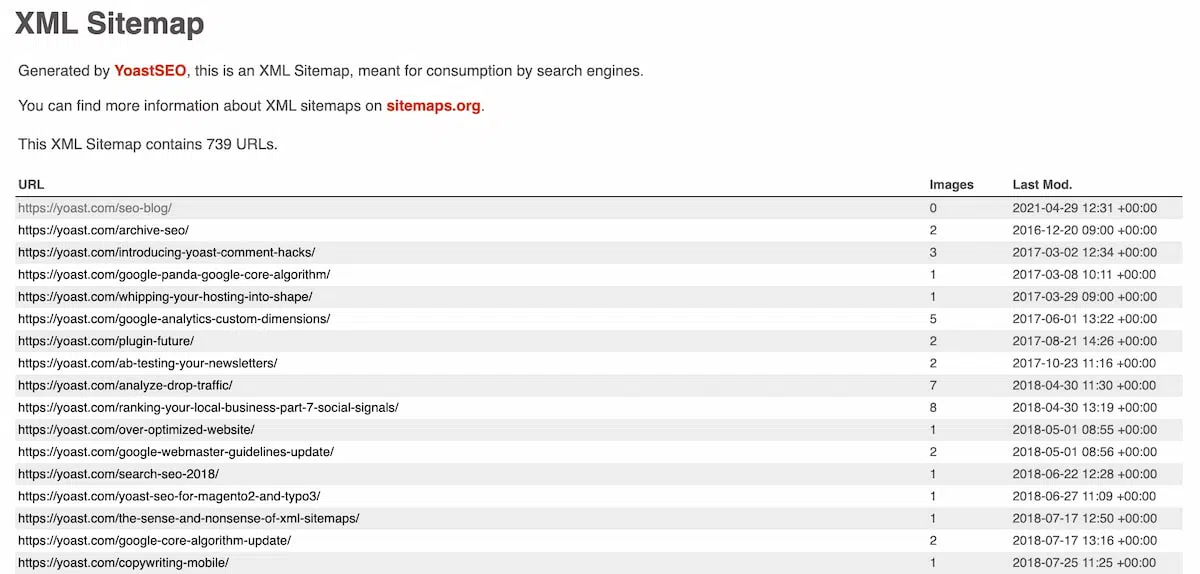 XML Sitemap
Generated by YoastSEO, this is an XML Sitemap, meant for consumption by search engines.
You can find more information about XML sitemaps on sitemaps.org.
This XML Sitemap contains 739 URLs.
URL Images Last Mod.
https://yoast.com/seo-blog/ 0 2021-04-29 12:31 +00:00
https://yoast.com/archive-seo/ 2 2016-12-20 09:00 +00:00
https://yoast.com/introducing-yoast-comment-hacks/ 3 2017-03-02 12:34 +00:00
https://yoast.com/google-panda-google-core-algorithm/ 1 2017-03-08 10:11 +00:00
https://yoast.com/whipping-your-hosting-into-shape/ 1 2017-03-29 09:00 +00:00
https://yoast.com/google-analytics-custom-dimensions/ 5 2017-06-01 13:22 +00:00
https://yoast.com/plugin-future/ 2 2017-08-21 14:26 +00:00
https://yoast.com/ab-testing-your-newsletters/ 2 2017-10-23 11:16 +00:00
https://yoast.com/analyze-drop-traffic/ 7 2018-04-30 11:30 +00:00
https://yoast.com/ranking-your-local-business-part-7-social-signals/ 8 2018-04-30 13:19 +00:00
https://yoast.com/over-optimized-website/ 1 2018-05-01 08:55 +00:00
https://yoast.com/google-webmaster-guidelines-update/ 2 2018-05-01 08:56 +00:00
https://yoast.com/search-seo-2018/ 1 2018-06-22 12:28 +00:00
https://yoast.com/yoast-seo-for-magento2-and-typo3/ 1 2018-06-27 11:09 +00:00
https://yoast.com/the-sense-and-nonsense-of-xml-sitemaps/ 1 2018-07-17 12:50 +00:00
https://yoast.com/google-core-algorithm-update/ 2 2018-07-17 13:16 +00:00
https://yoast.com/copywriting-mobile/ 1 2018-07-25 11:25 +00:00